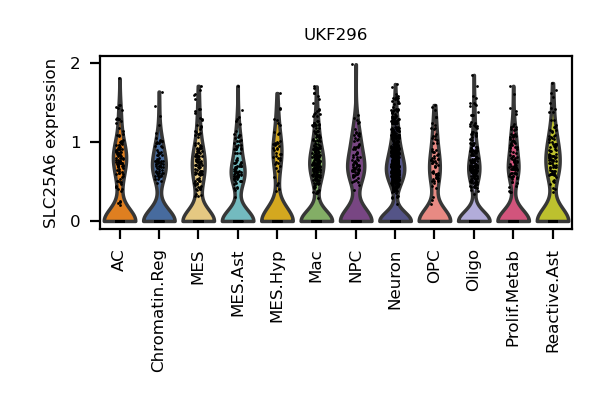 UKF296
SLC25A6 expression
2
1
0
AC
Chromatin.Reg
MES
MES.Ast
MES.Hyp
Mac
NPC
Neuron
OPC
Oligo
Prolif.Metab
Reactive.Ast